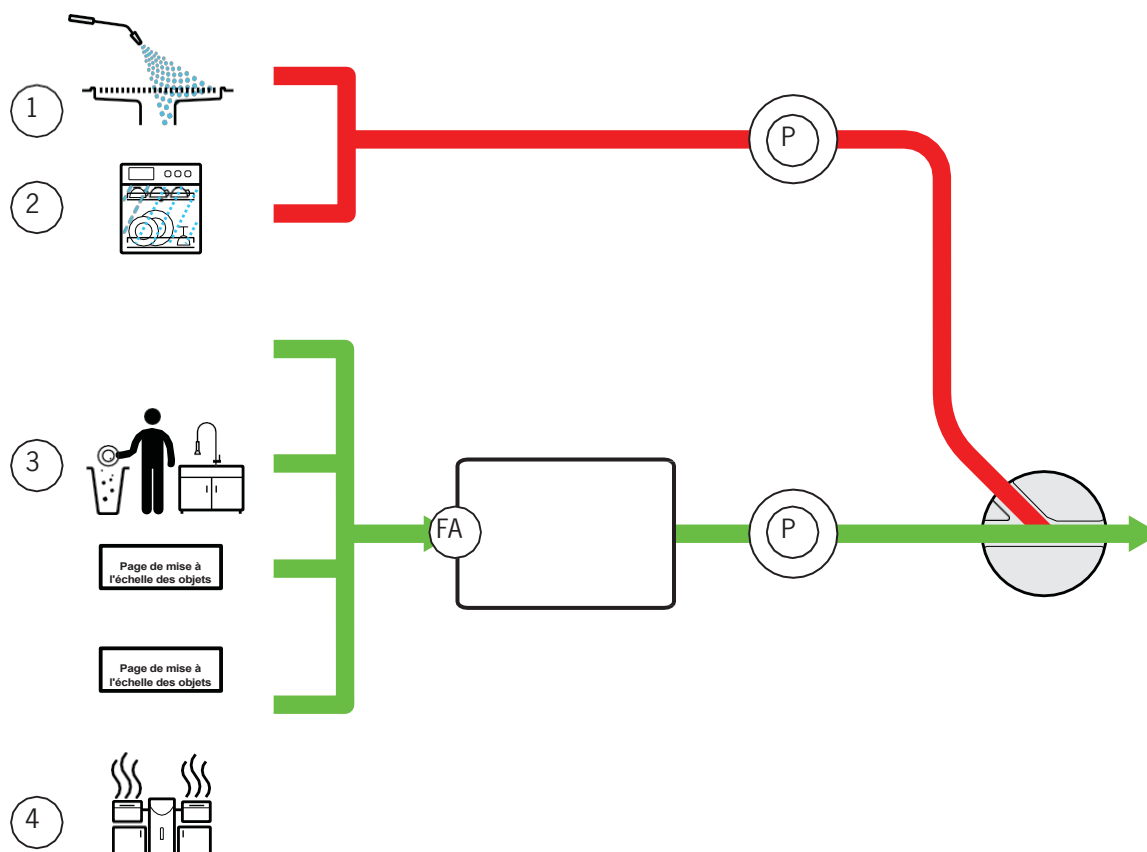 1
P
2
3
FA
P
Page de mise à
l'échelle des objets
Page de mise à
l'échelle des objets
4